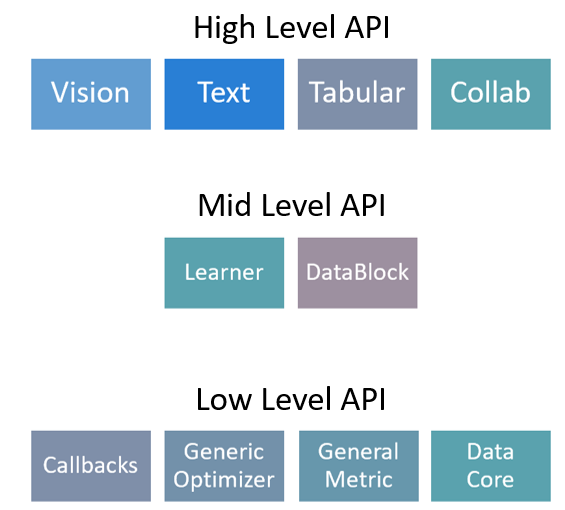 High Level API
Vision
Text
Tabular
Collab
Mid Level API
Learner
DataBlock
Low Level API
Callbacks
Generic
Optimizer
General
Metric
Data
Core